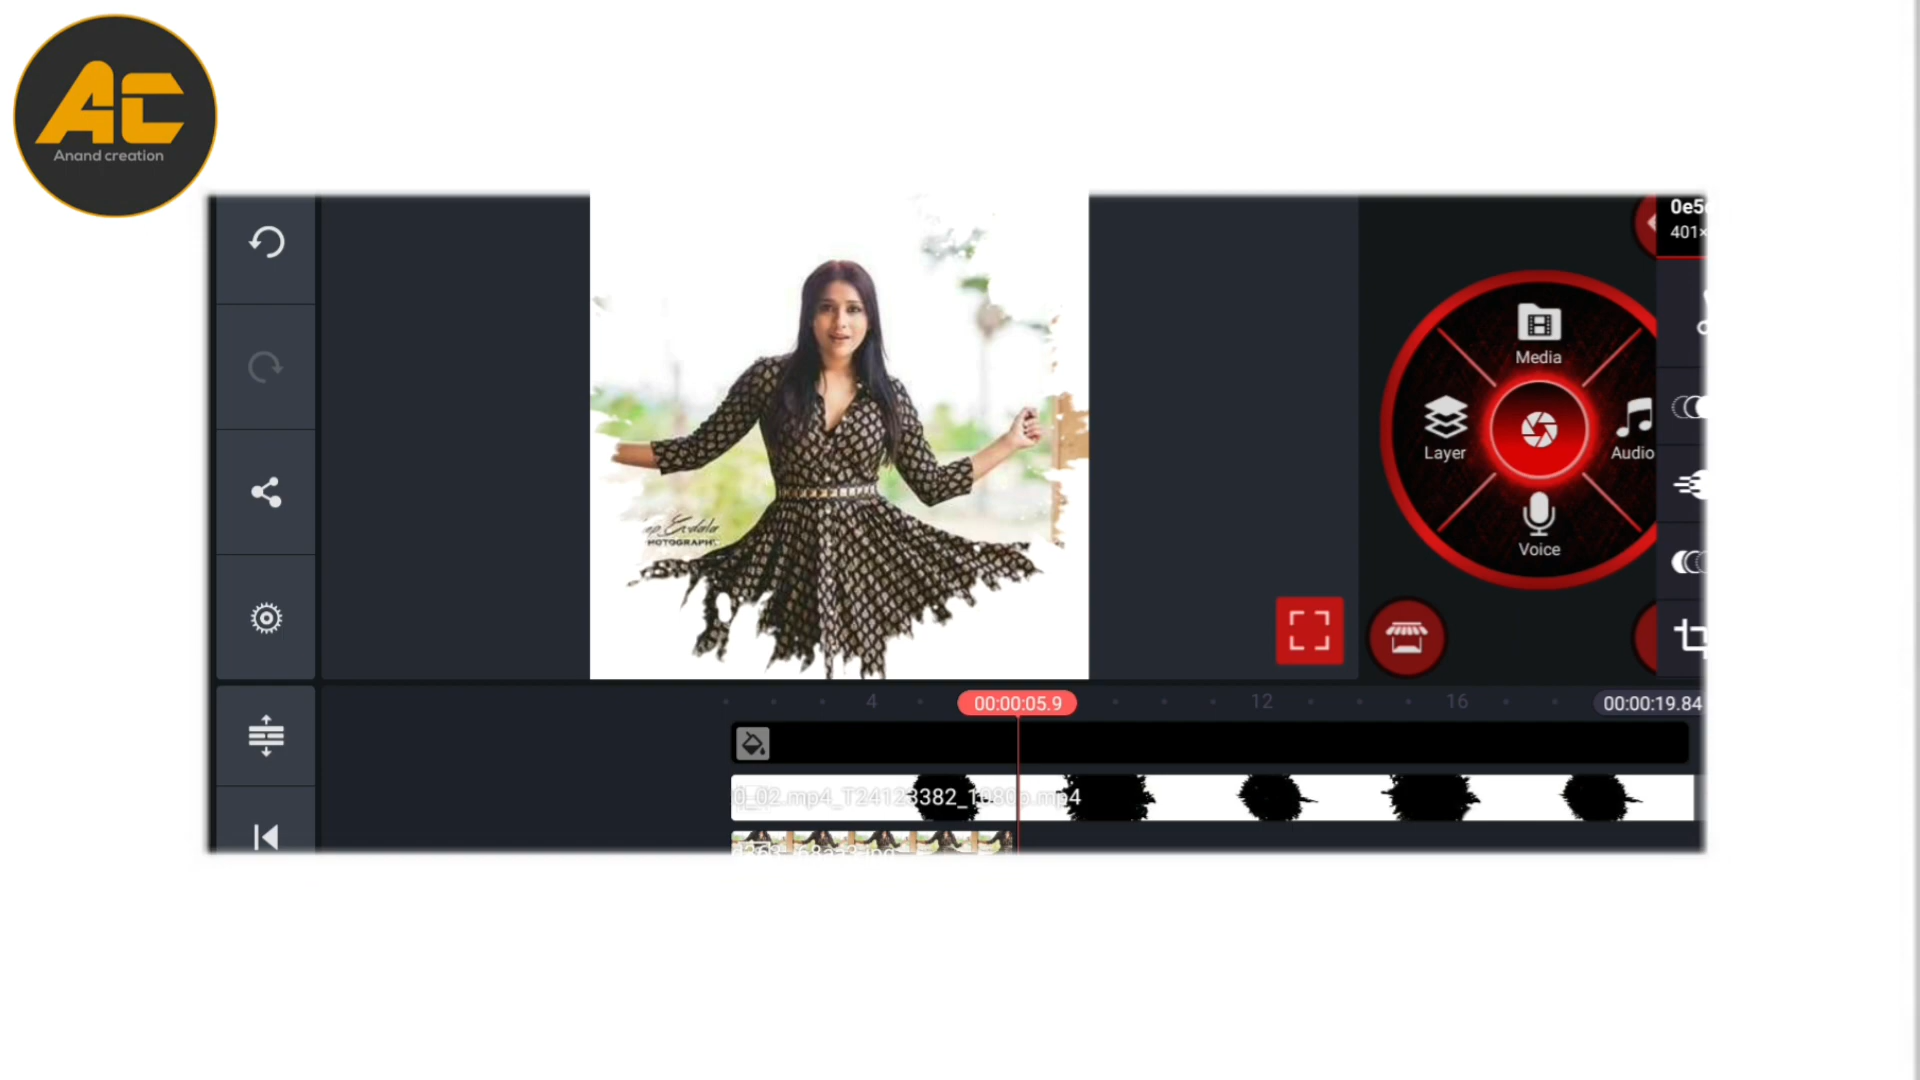 AC
Anand creation
0e5
401×
Media
Layer
Audio
Voice
4
00:00:05.9
12
16
00:00:19.84
0_02.mp4_T24123382_1080p.mp4